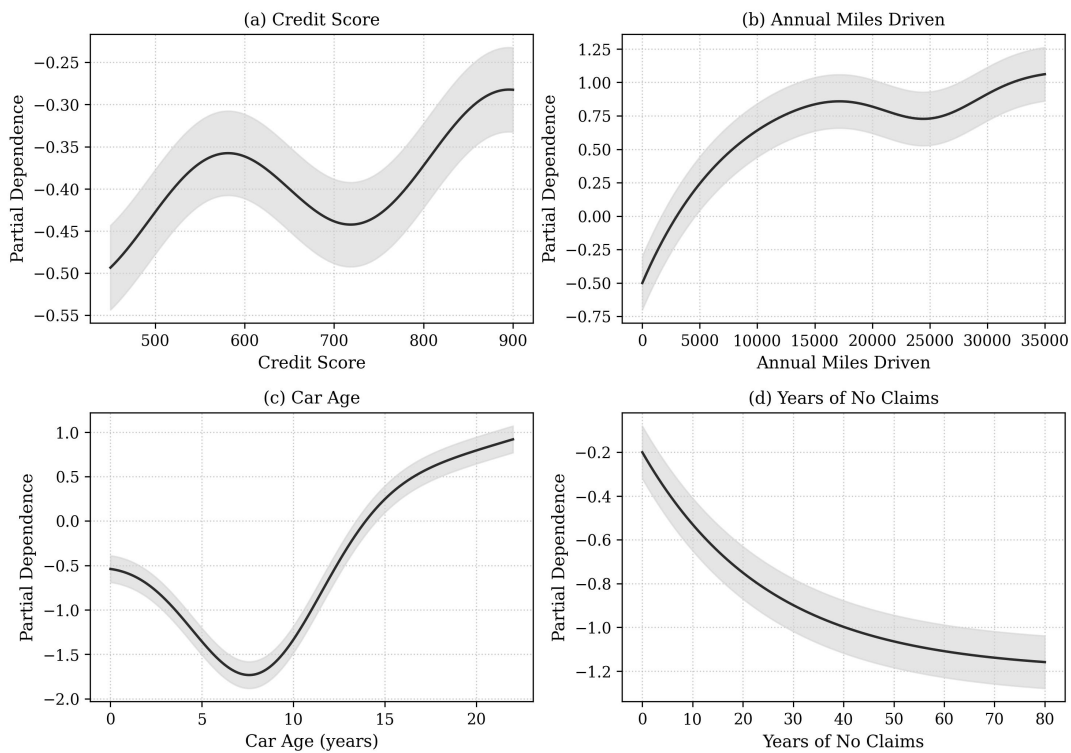 (a) Credit Score
Partial Dependence
−0.25
−0.30
−0.35
−0.40
−0.45
−0.50
−0.55
500 600 700 800 900
Credit Score
(b) Annual Miles Driven
Partial Dependence
1.25
1.00
0.75
0.50
0.25
0.00
−0.25
−0.50
−0.75
0 5000 10000 15000 20000 25000 30000 35000
Annual Miles Driven
(c) Car Age
Partial Dependence
1.0
0.5
0.0
−0.5
−1.0
−1.5
−2.0
0 5 10 15 20
Car Age (years)
(d) Years of No Claims
Partial Dependence
−0.2
−0.4
−0.6
−0.8
−1.0
−1.2
0 10 20 30 40 50 60 70 80
Years of No Claims